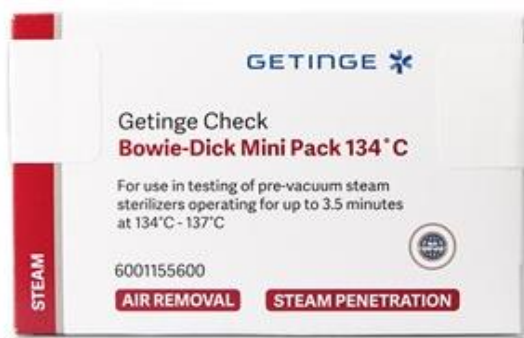 GETINGE
Getinge Check
Bowie-Dick Mini Pack 134°C
For use in testing of pre-vacuum steam
sterilizers operating for up to 3.5 minutes
at 134°C - 137°C
6001155600
STEAM
AIR REMOVAL
STEAM PENETRATION